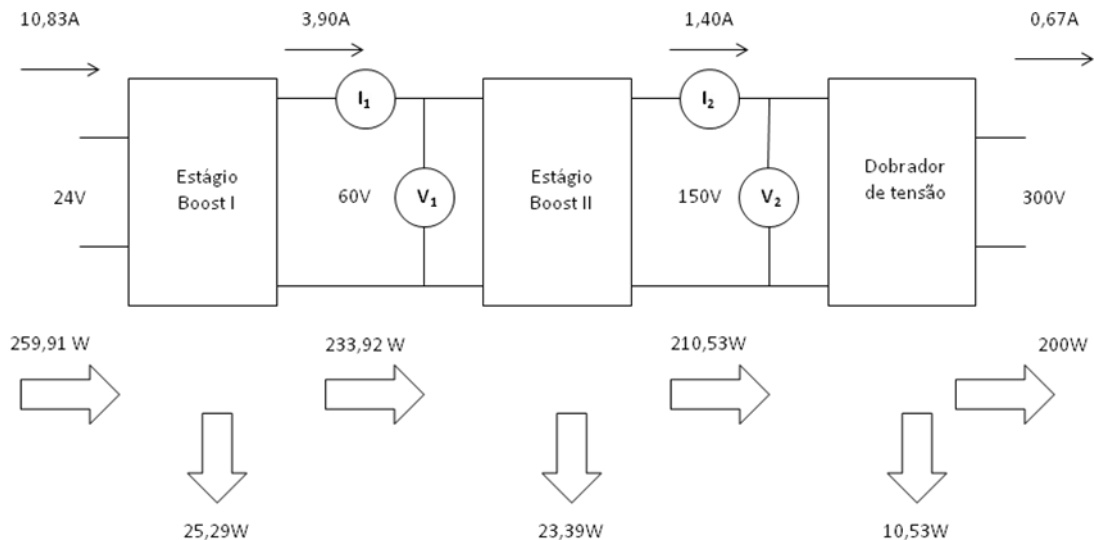 10,83A
3,90A
1,40A
0,67A
I1
I2
Estágio
Boost I
24V
60V
V1
Estágio
Boost II
150V
V2
Dobrador
de tensão
300V
259,91 W
233,92 W
210,53W
200W
25,29W
23,39W
10,53W